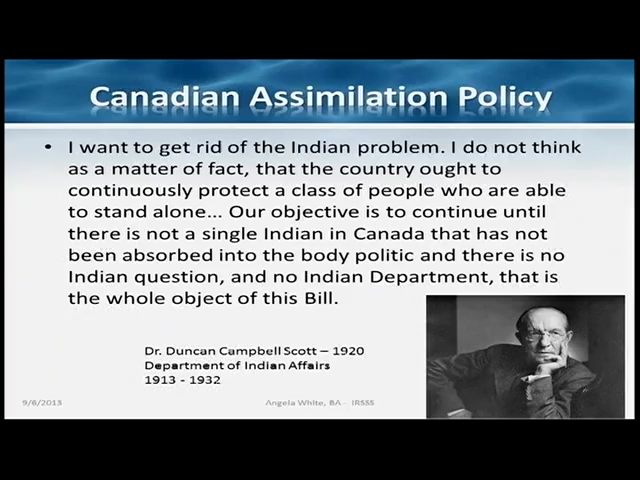 Canadian Assimilation Policy
• I want to get rid of the Indian problem. I do not think
as a matter of fact, that the country ought to
continuously protect a class of people who are able
to stand alone... Our objective is to continue until
there is not a single Indian in Canada that has not
been absorbed into the body politic and there is no
Indian question, and no Indian Department, that is
the whole object of this Bill.
Dr. Duncan Campbell Scott – 1920
Department of Indian Affairs
1913 - 1932
9/6/2013
Angela White, BA - IRSSS